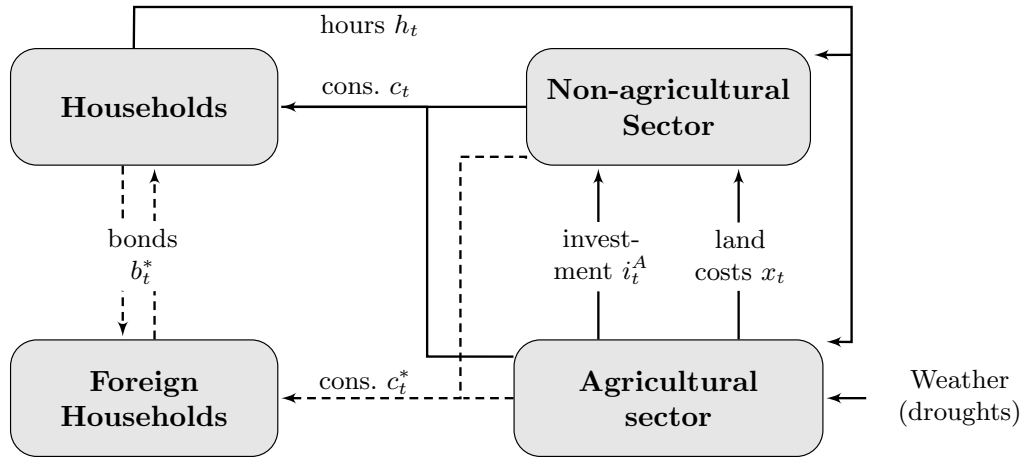 hours $h_t$
Households
cons. $c_t$
Non-agricultural
Sector
bonds
$b_t^*$
invest-
ment $i_t^A$
land
costs $x_t$
Foreign
Households
cons. $c_t^*$
Agricultural
sector
Weather
(droughts)